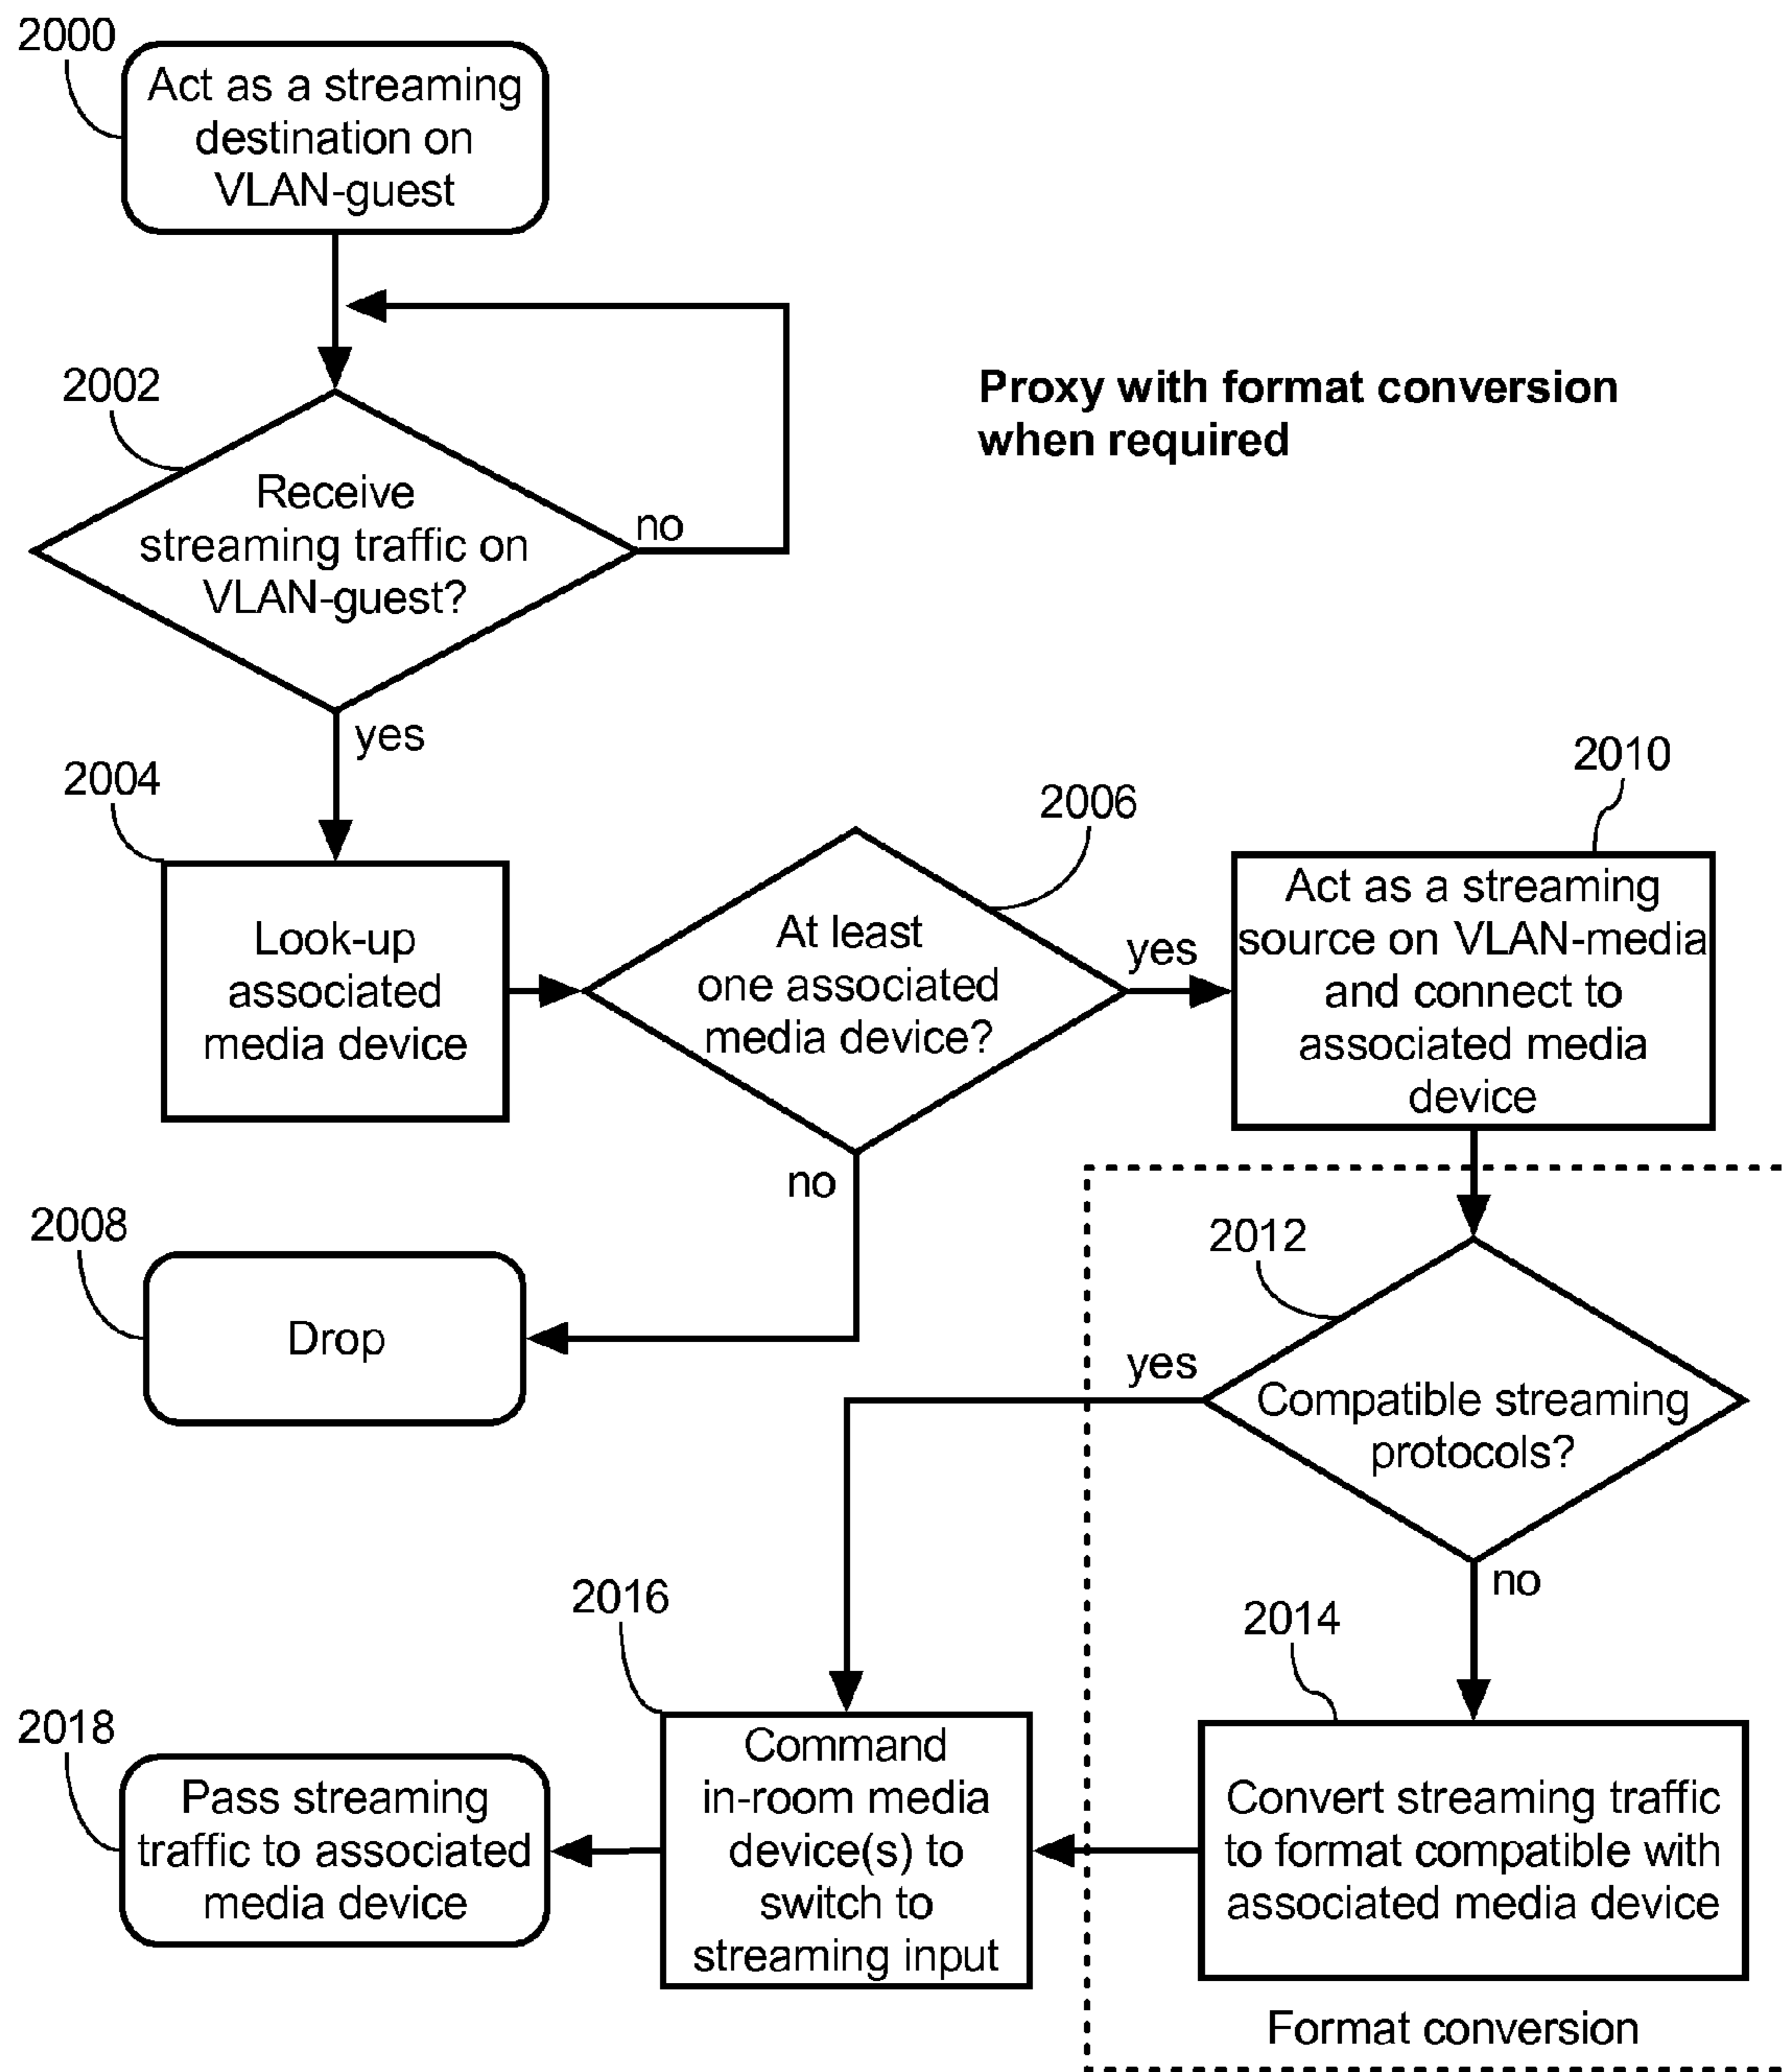 2000
Act as a streaming
destination on
VLAN-guest
2002
Receive
streaming traffic on
VLAN-guest?
no
Proxy with format conversion
when required
yes
2004
Look-up
associated
media device
2006
At least
one associated
media device?
yes
no
2010
Act as a streaming
source on VLAN-media
and connect to
associated media
device
2008
Drop
2012
Compatible streaming
protocols?
yes
no
2014
Convert streaming traffic
to format compatible with
associated media device
Format conversion
2016
Command
in-room media
device(s) to
switch to
streaming input
2018
Pass streaming
traffic to associated
media device